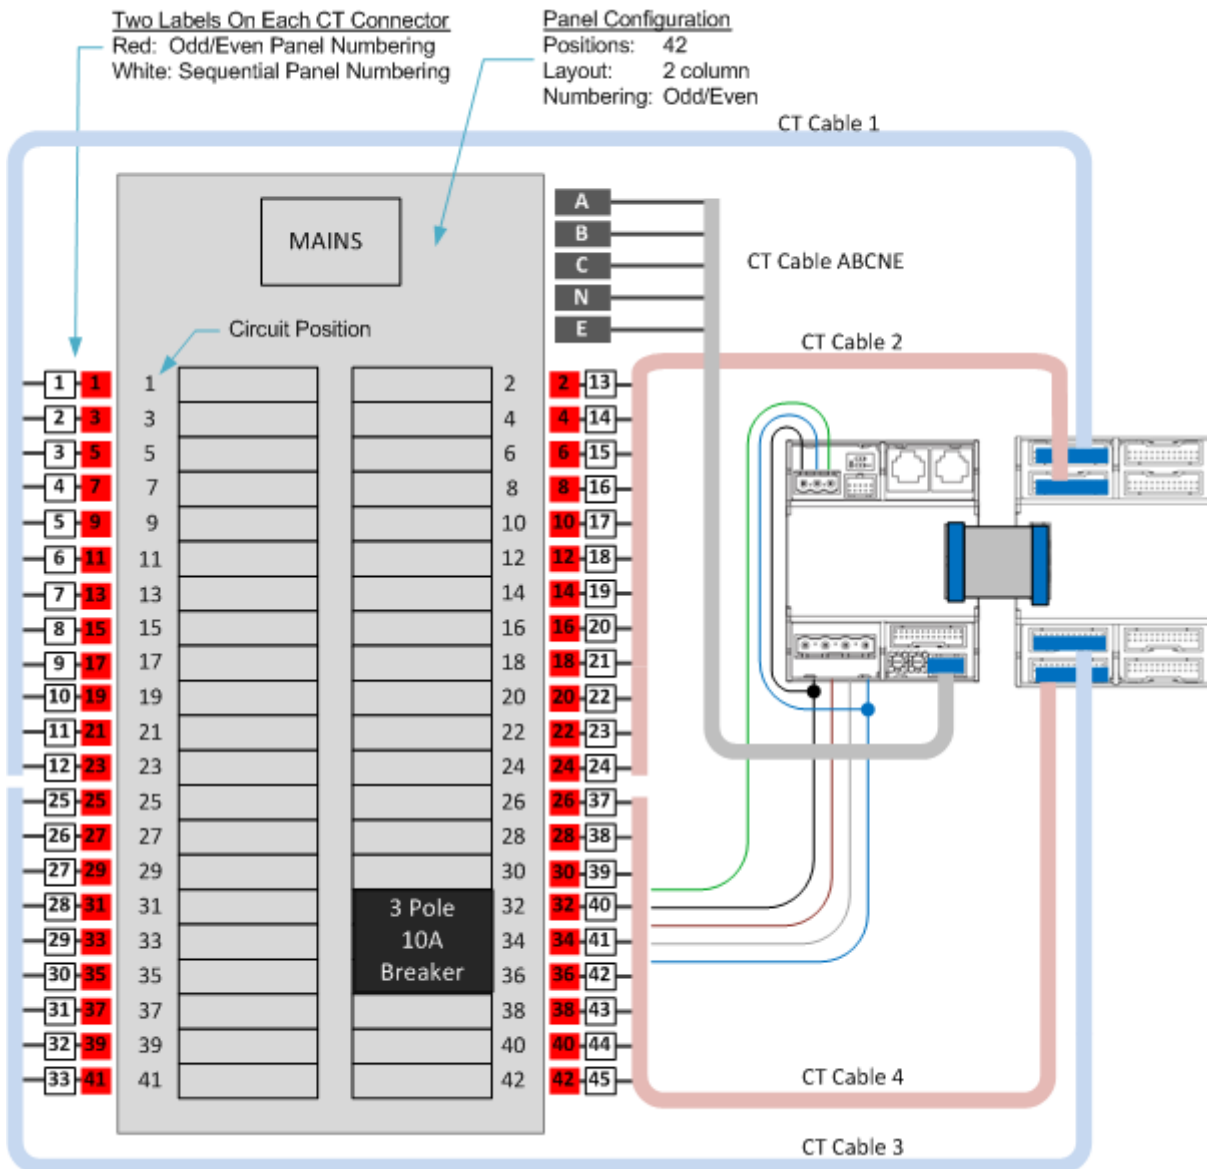 Two Labels On Each CT Connector
Red: Odd/Even Panel Numbering
White: Sequential Panel Numbering
Panel Configuration
Positions: 42
Layout: 2 column
Numbering: Odd/Even
CT Cable 1
MAINS
A
B
C
N
E
CT Cable ABCNE
Circuit Position
CT Cable 2
1 1 1 2 2 13
2 3 3 4 4 14
3 5 5 6 6 15
4 7 7 8 8 16
5 9 9 10 10 17
6 11 11 12 12 18
7 13 13 14 14 19
8 15 15 16 16 20
9 17 17 18 18 21
10 19 19 20 20 22
11 21 21 22 22 23
12 23 23 24 24 24
25 25 25 26 26 37
26 27 27 28 28 38
27 29 29 30 30 39
28 31 31 3 Pole 32 32 40
29 33 33 10A 34 34 41
30 35 35 Breaker 36 36 42
31 37 37 38 38 43
32 39 39 40 40 44
33 41 41 42 42 45
CT Cable 4
CT Cable 3